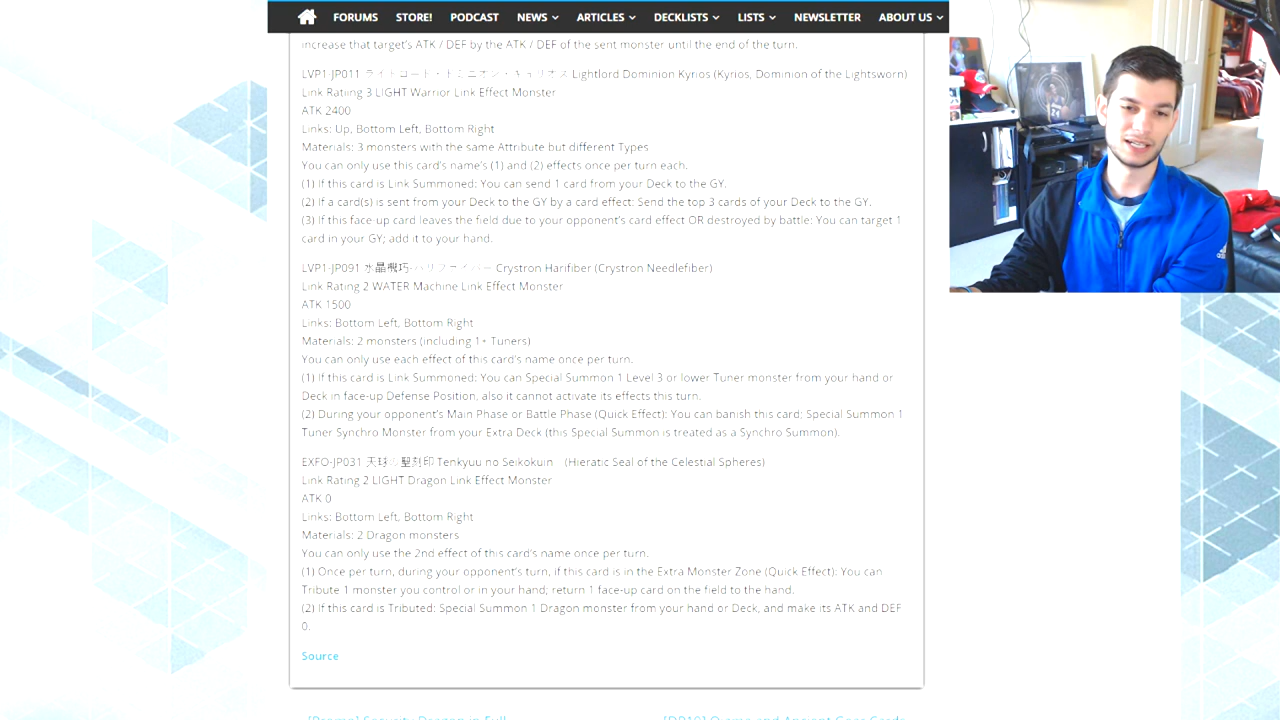 FORUMS STORE! PODCAST NEWS ARTICLES DECKLISTS LISTS NEWSLETTER ABOUT US
increase that target's ATK / DEF by the ATK / DEF of the sent monster until the end of the turn.
LVP1-JP011 ライトロード・ドミニオン・キュリオス Lightlord Dominion Kyrios (Kyrios, Dominion of the Lightsworn)
Link Rating 3 LIGHT Warrior Link Effect Monster
ATK 2400
Links: Up, Bottom Left, Bottom Right
Materials: 3 monsters with the same Attribute but different Types
You can only use this card's name's (1) and (2) effects once per turn each.
(1) If this card is Link Summoned: You can send 1 card from your Deck to the GY.
(2) If a card(s) is sent from your Deck to the GY by a card effect: Send the top 3 cards of your Deck to the GY.
(3) If this face-up card leaves the field due to your opponent's card effect OR destroyed by battle: You can target 1
card in your GY; add it to your hand.
LVP1-JP091 水晶機巧-ハリファイバー Crystron Harifiber (Crystron Needlefiber)
Link Rating 2 WATER Machine Link Effect Monster
ATK 1500
Links: Bottom Left, Bottom Right
Materials: 2 monsters (including 1+ Tuners)
You can only use each effect of this card's name once per turn.
(1) If this card is Link Summoned: You can Special Summon 1 Level 3 or lower Tuner monster from your hand or
Deck in face-up Defense Position, also it cannot activate its effects this turn.
(2) During your opponent's Main Phase or Battle Phase (Quick Effect): You can banish this card; Special Summon 1
Tuner Synchro Monster from your Extra Deck (this Special Summon is treated as a Synchro Summon).
EXFO-JP031 天球の聖刻印 Tenkyuu no Seikokuin (Hieratic Seal of the Celestial Spheres)
Link Rating 2 LIGHT Dragon Link Effect Monster
ATK 0
Links: Bottom Left, Bottom Right
Materials: 2 Dragon monsters
You can only use the 2nd effect of this card's name once per turn.
(1) Once per turn, during your opponent's turn, if this card is in the Extra Monster Zone (Quick Effect): You can
Tribute 1 monster you control or in your hand; return 1 face-up card on the field to the hand.
(2) If this card is Tributed: Special Summon 1 Dragon monster from your hand or Deck, and make its ATK and DEF
0.
Source